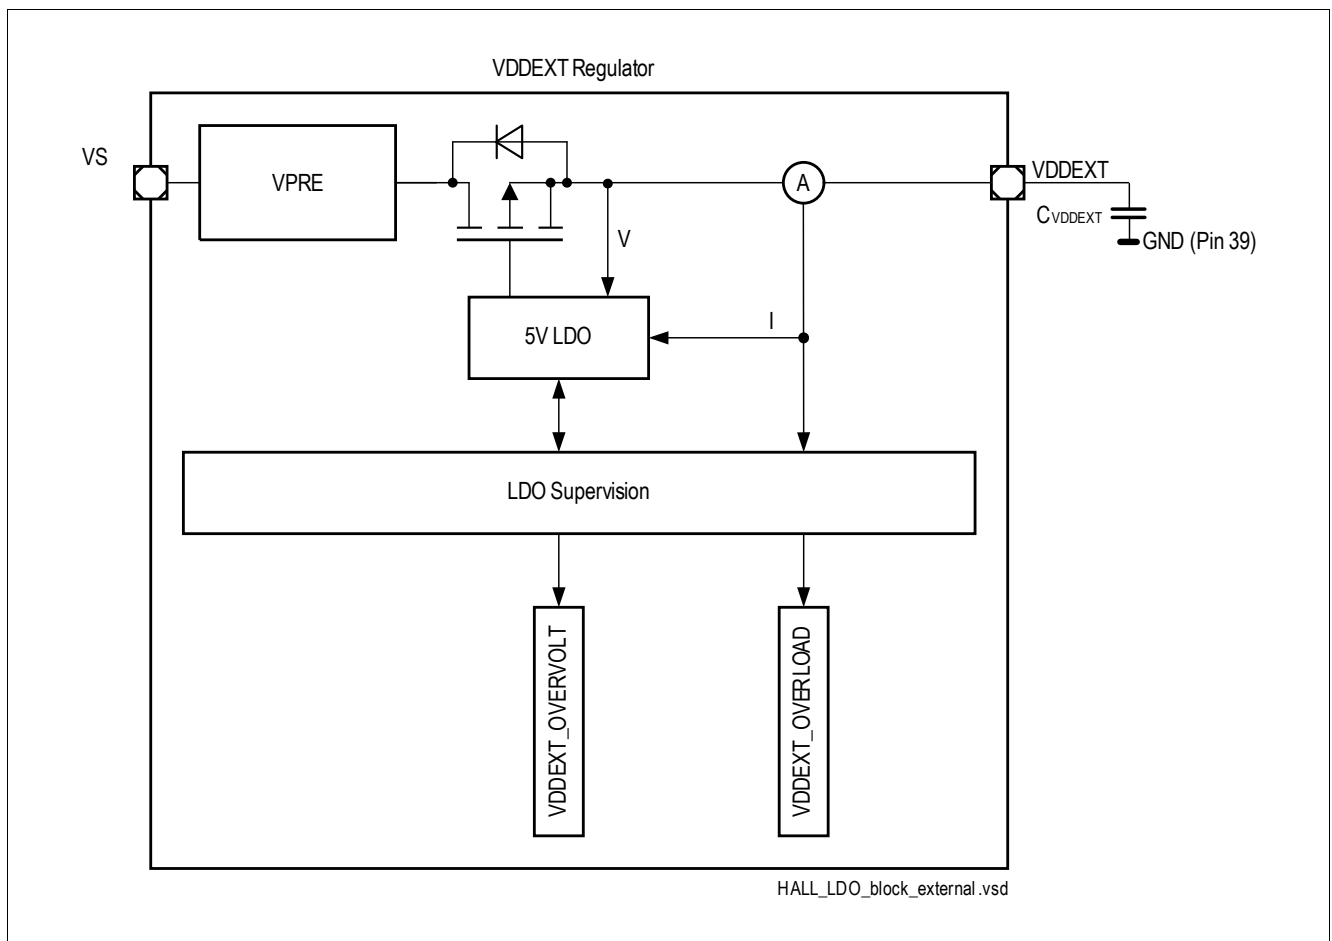 VDDEXT Regulator
VS
VPRE
A
VDDEXT
CVDDEXT
GND (Pin 39)
V
5V LDO
I
LDO Supervision
VDDEXT_OVERVOLT
VDDEXT_OVERLOAD
HALL_LDO_block_external.vsd